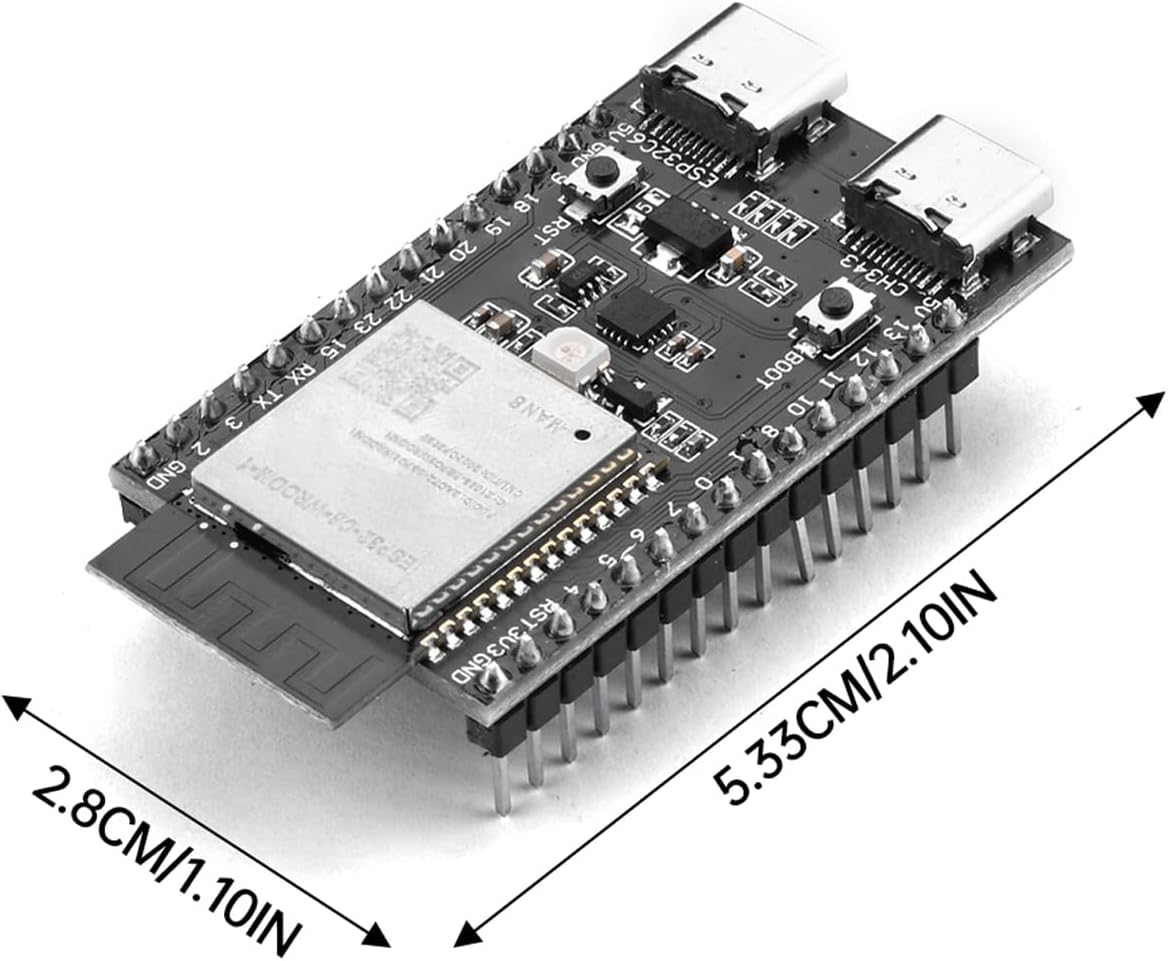 ESP32C6
5V
GND
9
18
19
20
21
22
23
15
RX
TX
3
2
GND
RST
CH343
BOOT
5V
13
12
11
10
8
1
0
7
6
5
4
RST
3V3
GND
ESP32-C6-WROOM-1
2.8CM/1.10IN
5.33CM/2.10IN